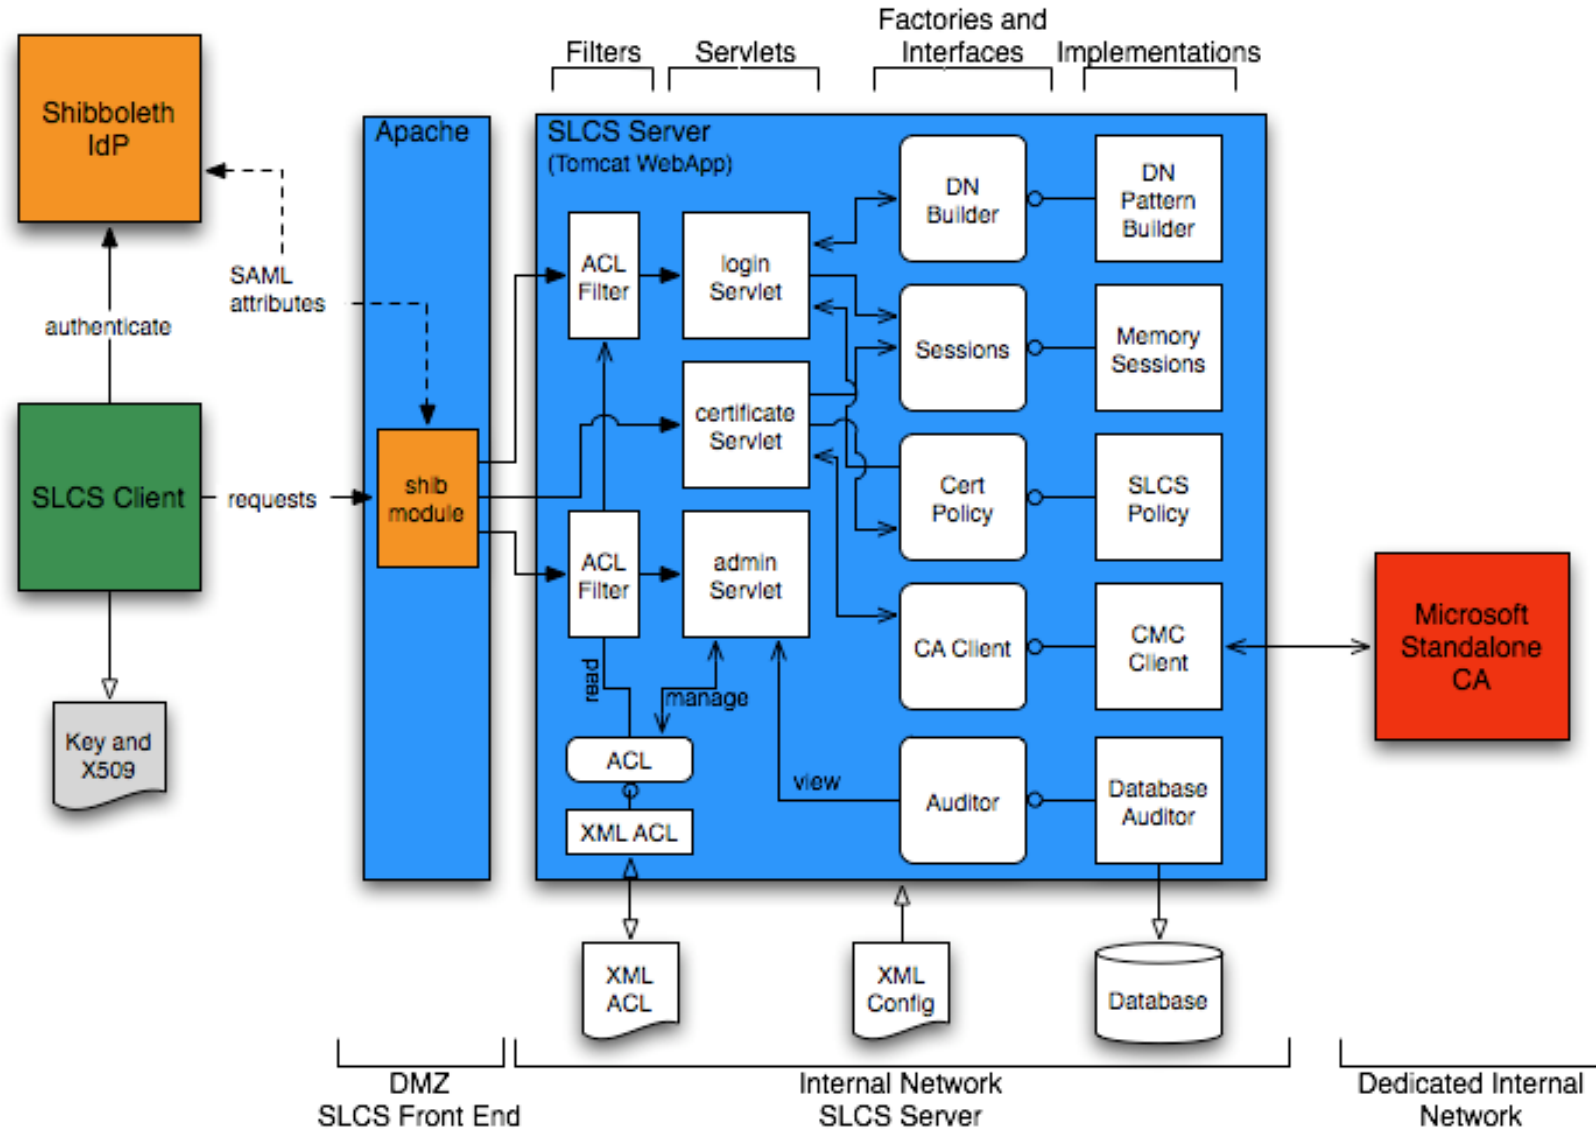 Factories and
Filters
Servlets
Interfaces
Implementations
Shibboleth
IdP
Apache
SLCS Server
(Tomcat WebApp)
DN
Builder
DN
Pattern
Builder
ACL
Filter
login
Servlet
SAML
attributes
authenticate
Sessions
Memory
Sessions
certificate
Servlet
SLCS Client
requests
shib
module
Cert
Policy
SLCS
Policy
ACL
Filter
admin
Servlet
CA Client
CMC
Client
Microsoft
Standalone
CA
read
manage
Key and
X509
ACL
view
Auditor
Database
Auditor
XML ACL
XML
ACL
XML
Config
Database
DMZ
SLCS Front End
Internal Network
SLCS Server
Dedicated Internal
Network